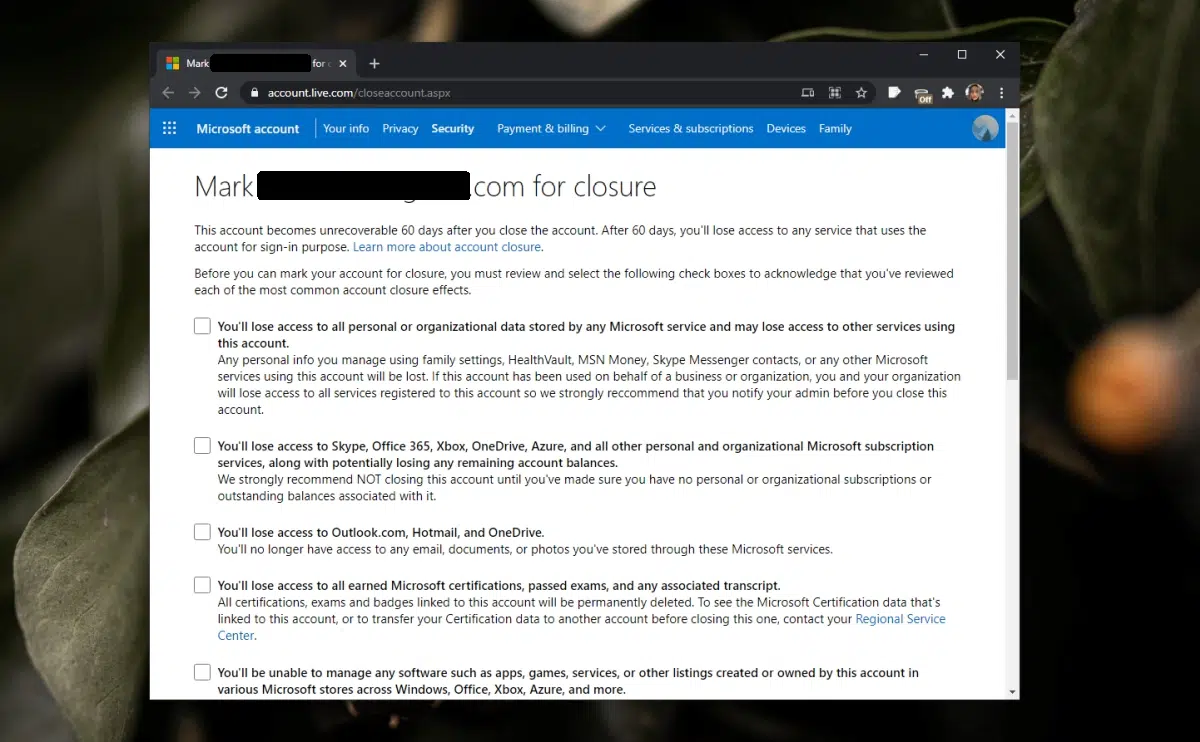 Mark for
account.live.com/closeaccount.aspx
Off
Microsoft account Your info Privacy Security Payment & billing Services & subscriptions Devices Family
Mark .com for closure
This account becomes unrecoverable 60 days after you close the account. After 60 days, you'll lose access to any service that uses the
account for sign-in purpose. Learn more about account closure.
Before you can mark your account for closure, you must review and select the following check boxes to acknowledge that you've reviewed
each of the most common account closure effects.
You'll lose access to all personal or organizational data stored by any Microsoft service and may lose access to other services using
this account.
Any personal info you manage using family settings, HealthVault, MSN Money, Skype Messenger contacts, or any other Microsoft
services using this account will be lost. If this account has been used on behalf of a business or organization, you and your organization
will lose access to all services registered to this account so we strongly reccommend that you notify your admin before you close this
account.
You'll lose access to Skype, Office 365, Xbox, OneDrive, Azure, and all other personal and organizational Microsoft subscription
services, along with potentially losing any remaining account balances.
We strongly recommend NOT closing this account until you've made sure you have no personal or organizational subscriptions or
outstanding balances associated with it.
You'll lose access to Outlook.com, Hotmail, and OneDrive.
You'll no longer have access to any email, documents, or photos you've stored through these Microsoft services.
You'll lose access to all earned Microsoft certifications, passed exams, and any associated transcript.
All certifications, exams and badges linked to this account will be permanently deleted. To see the Microsoft Certification data that's
linked to this account, or to transfer your Certification data to another account before closing this one, contact your Regional Service
Center.
You'll be unable to manage any software such as apps, games, services, or other listings created or owned by this account in
various Microsoft stores across Windows, Office, Xbox, Azure, and more.